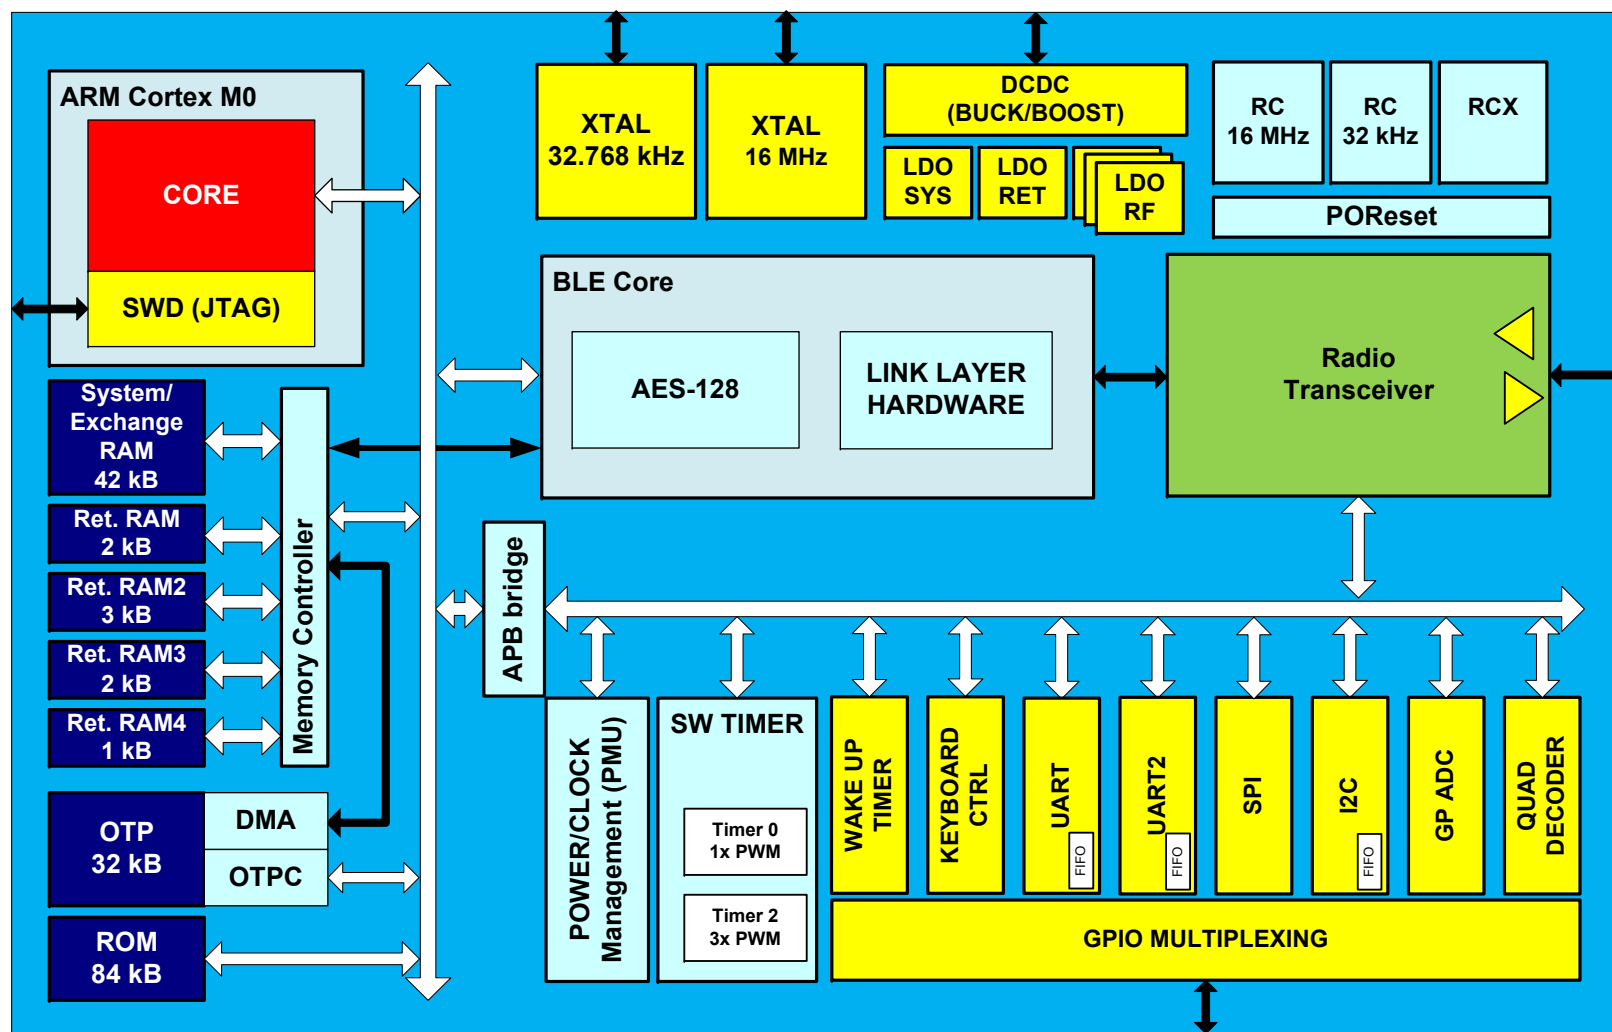 ARM Cortex M0
CORE
SWD (JTAG)
XTAL
32.768 kHz
XTAL
16 MHz
DCDC
(BUCK/BOOST)
LDO
SYS
LDO
RET
LDO
RF
RC
16 MHz
RC
32 kHz
RCX
POReset
BLE Core
AES-128
LINK LAYER
HARDWARE
Radio
Transceiver
System/
Exchange
RAM
42 kB
Ret. RAM
2 kB
Ret. RAM2
3 kB
Ret. RAM3
2 kB
Ret. RAM4
1 kB
Memory Controller
APB bridge
OTP
32 kB
DMA
OTPC
ROM
84 kB
POWER/CLOCK
Management (PMU)
SW TIMER
Timer 0
1x PWM
Timer 2
3x PWM
WAKE UP
TIMER
KEYBOARD
CTRL
UART
FIFO
UART2
FIFO
SPI
I2C
FIFO
GP ADC
QUAD
DECODER
GPIO MULTIPLEXING